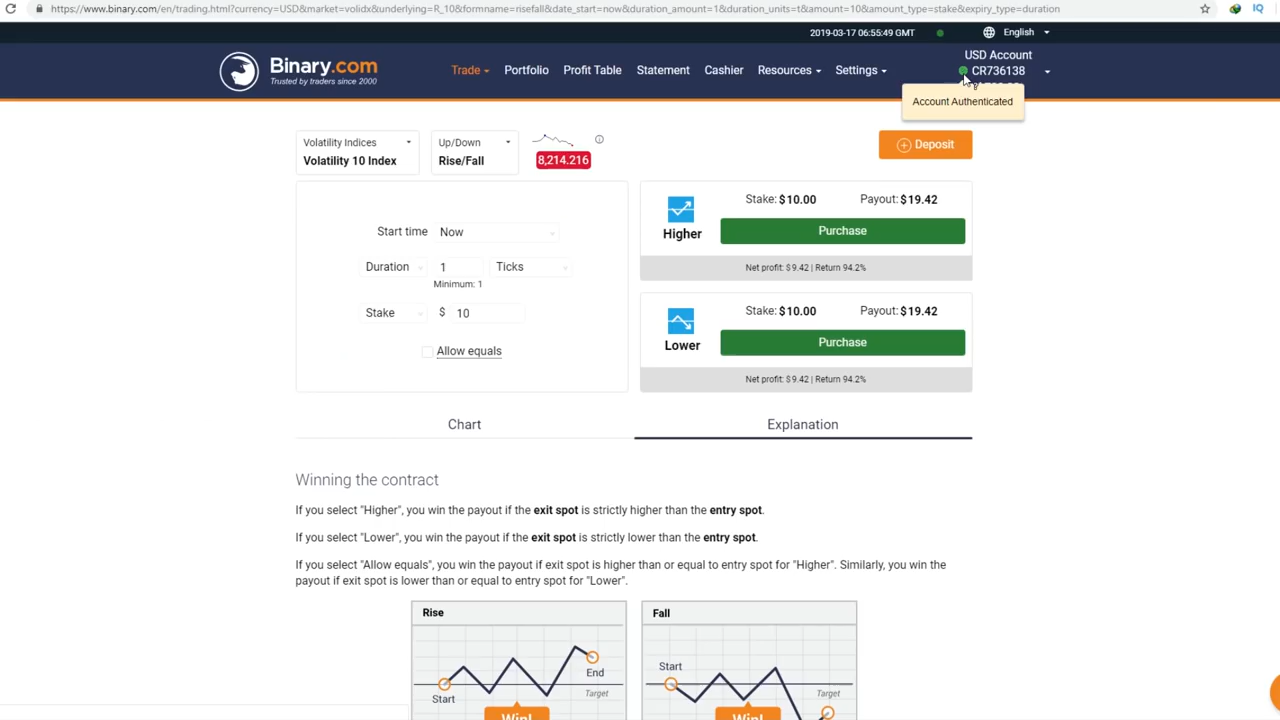 https://www.binary.com/en/trading.html?currency=USD&market=volidx&underlying=R_10&formname=risefall&date_start=now&duration_amount=1&duration_units=t&amount=10&amount_type=stake&expiry_type=duration
IQ
2019-03-17 06:55:49 GMT
English
Binary.com
Trusted by traders since 2000
Trade
Portfolio
Profit Table
Statement
Cashier
Resources
Settings
USD Account
CR736138
Account Authenticated
Volatility Indices
Volatility 10 Index
Up/Down
Rise/Fall
8,214.216
Deposit
Start time Now
Duration 1 Ticks
Minimum: 1
Stake $ 10
Allow equals
Higher
Stake: $10.00 Payout: $19.42
Purchase
Net profit: $9.42 | Return 94.2%
Lower
Stake: $10.00 Payout: $19.42
Purchase
Net profit: $9.42 | Return 94.2%
Chart
Explanation
Winning the contract
If you select "Higher", you win the payout if the exit spot is strictly higher than the entry spot.
If you select "Lower", you win the payout if the exit spot is strictly lower than the entry spot.
If you select "Allow equals", you win the payout if exit spot is higher than or equal to entry spot for "Higher". Similarly, you win the
payout if exit spot is lower than or equal to entry spot for "Lower".
Rise
Start
End
Target
Win!
Fall
Start
Target
Win!